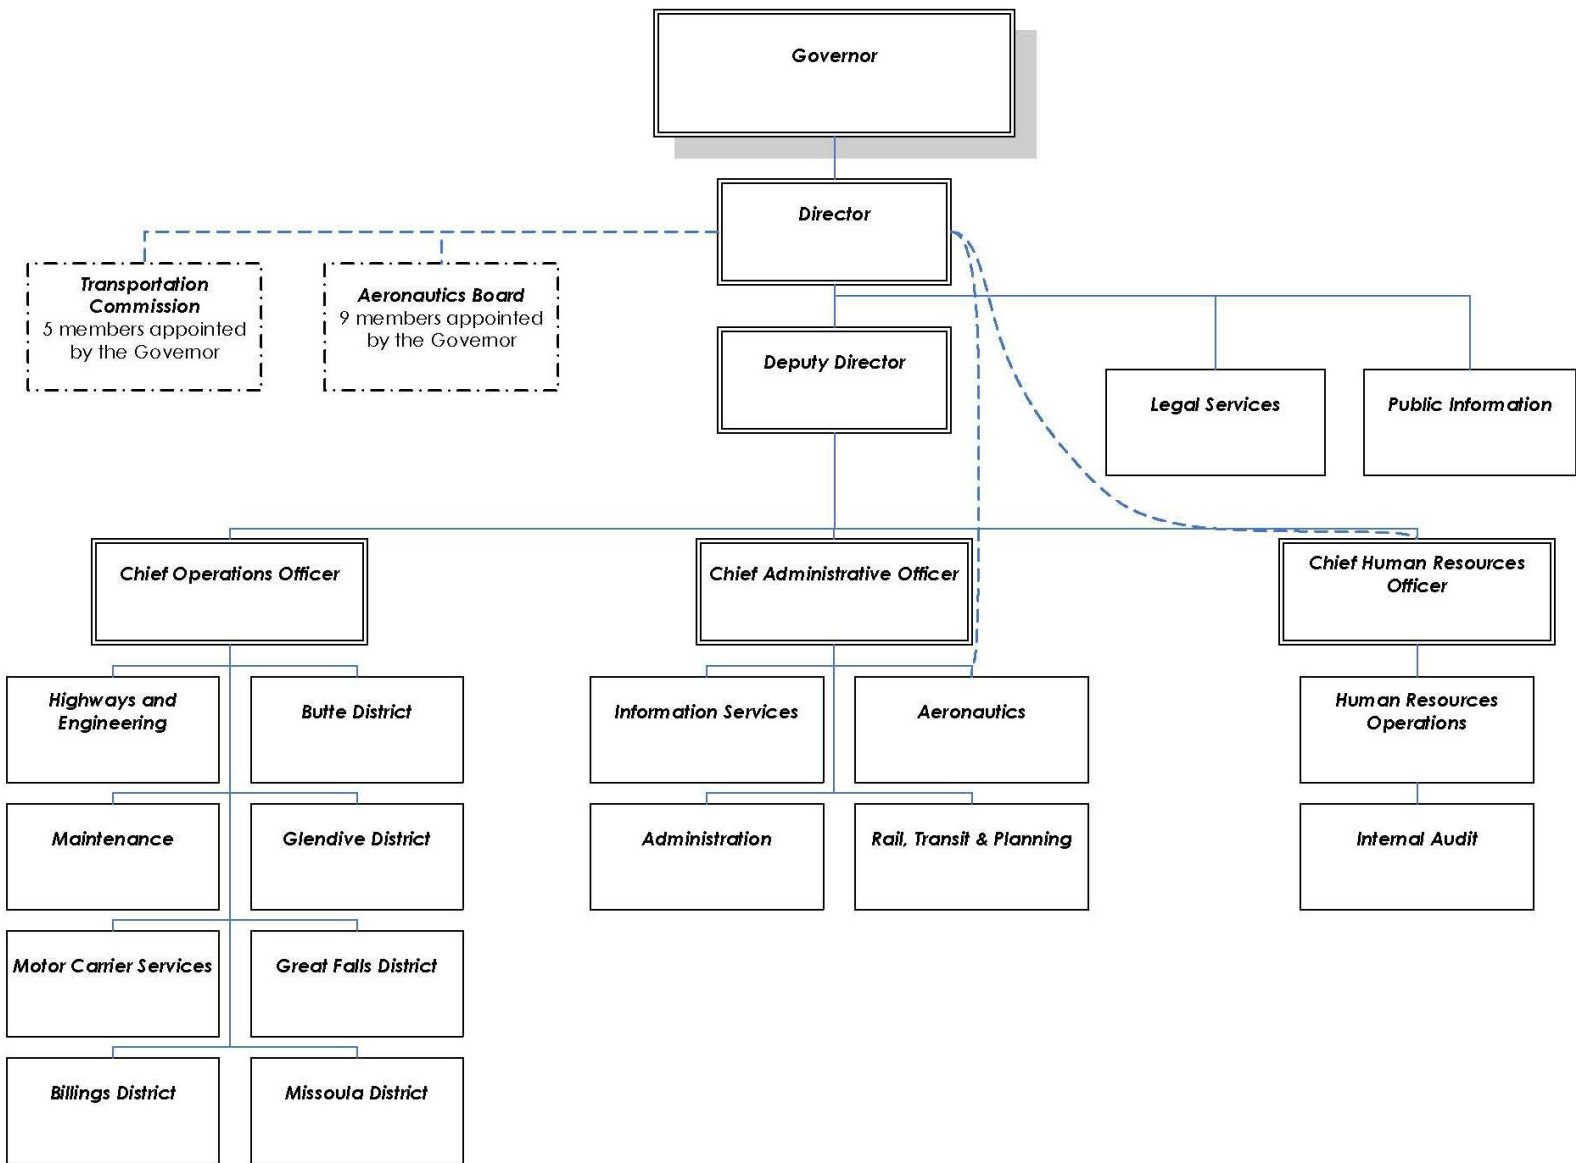 Governor
Director
Transportation
Commission
5 members appointed
by the Governor
Aeronautics Board
9 members appointed
by the Governor
Deputy Director
Legal Services
Public Information
Chief Operations Officer
Chief Administrative Officer
Chief Human Resources
Officer
Highways and
Engineering
Butte District
Information Services
Aeronautics
Human Resources
Operations
Maintenance
Glendive District
Administration
Rail, Transit & Planning
Internal Audit
Motor Carrier Services
Great Falls District
Billings District
Missoula District